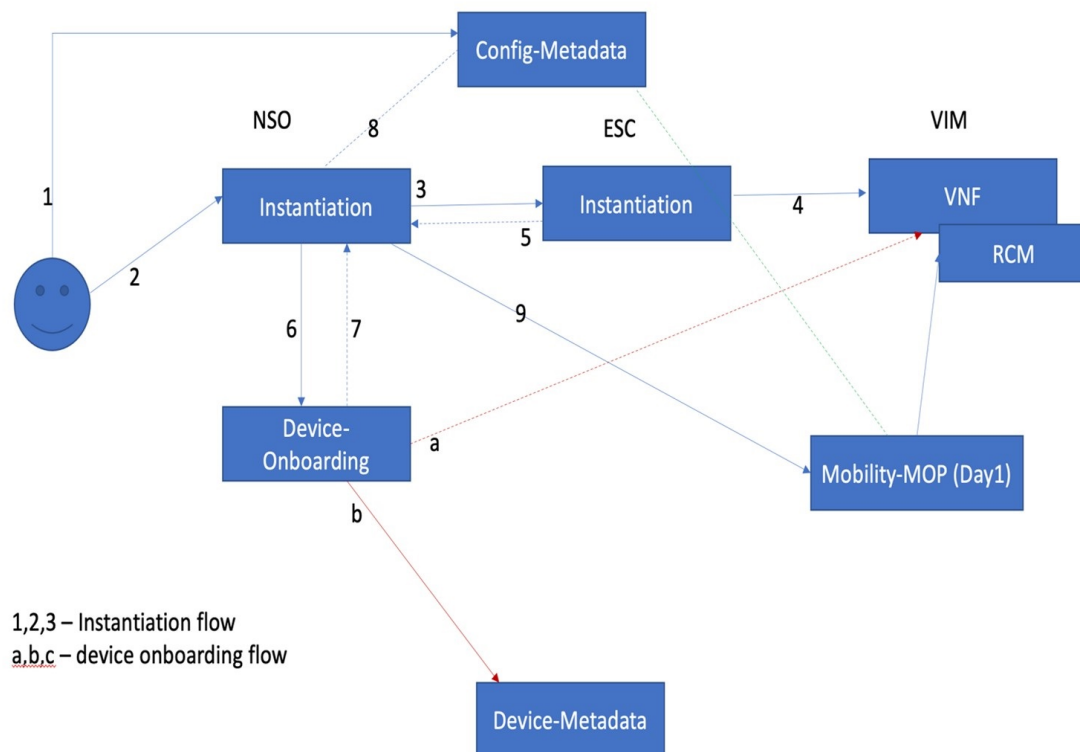 Config-Metadata
NSO
8
ESC
VIM
1
Instantiation
3
Instantiation
4
VNF
5
2
RCM
6
7
9
Device-
Onboarding
a
Mobility-MOP (Day1)
b
1,2,3 – Instantiation flow
a,b,c – device onboarding flow
Device-Metadata